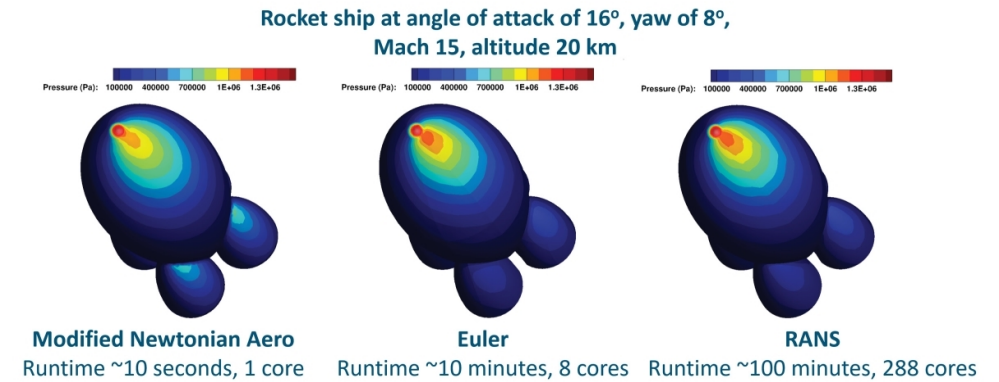 Rocket ship at angle of attack of 16º, yaw of 8º,
Mach 15, altitude 20 km
Pressure (Pa): 100000 400000 700000 1E+06 1.3E+06
Pressure (Pa): 100000 400000 700000 1E+06 1.3E+06
Pressure (Pa): 100000 400000 700000 1E+06 1.3E+06
Modified Newtonian Aero
Runtime ~10 seconds, 1 core
Euler
Runtime ~10 minutes, 8 cores
RANS
Runtime ~100 minutes, 288 cores